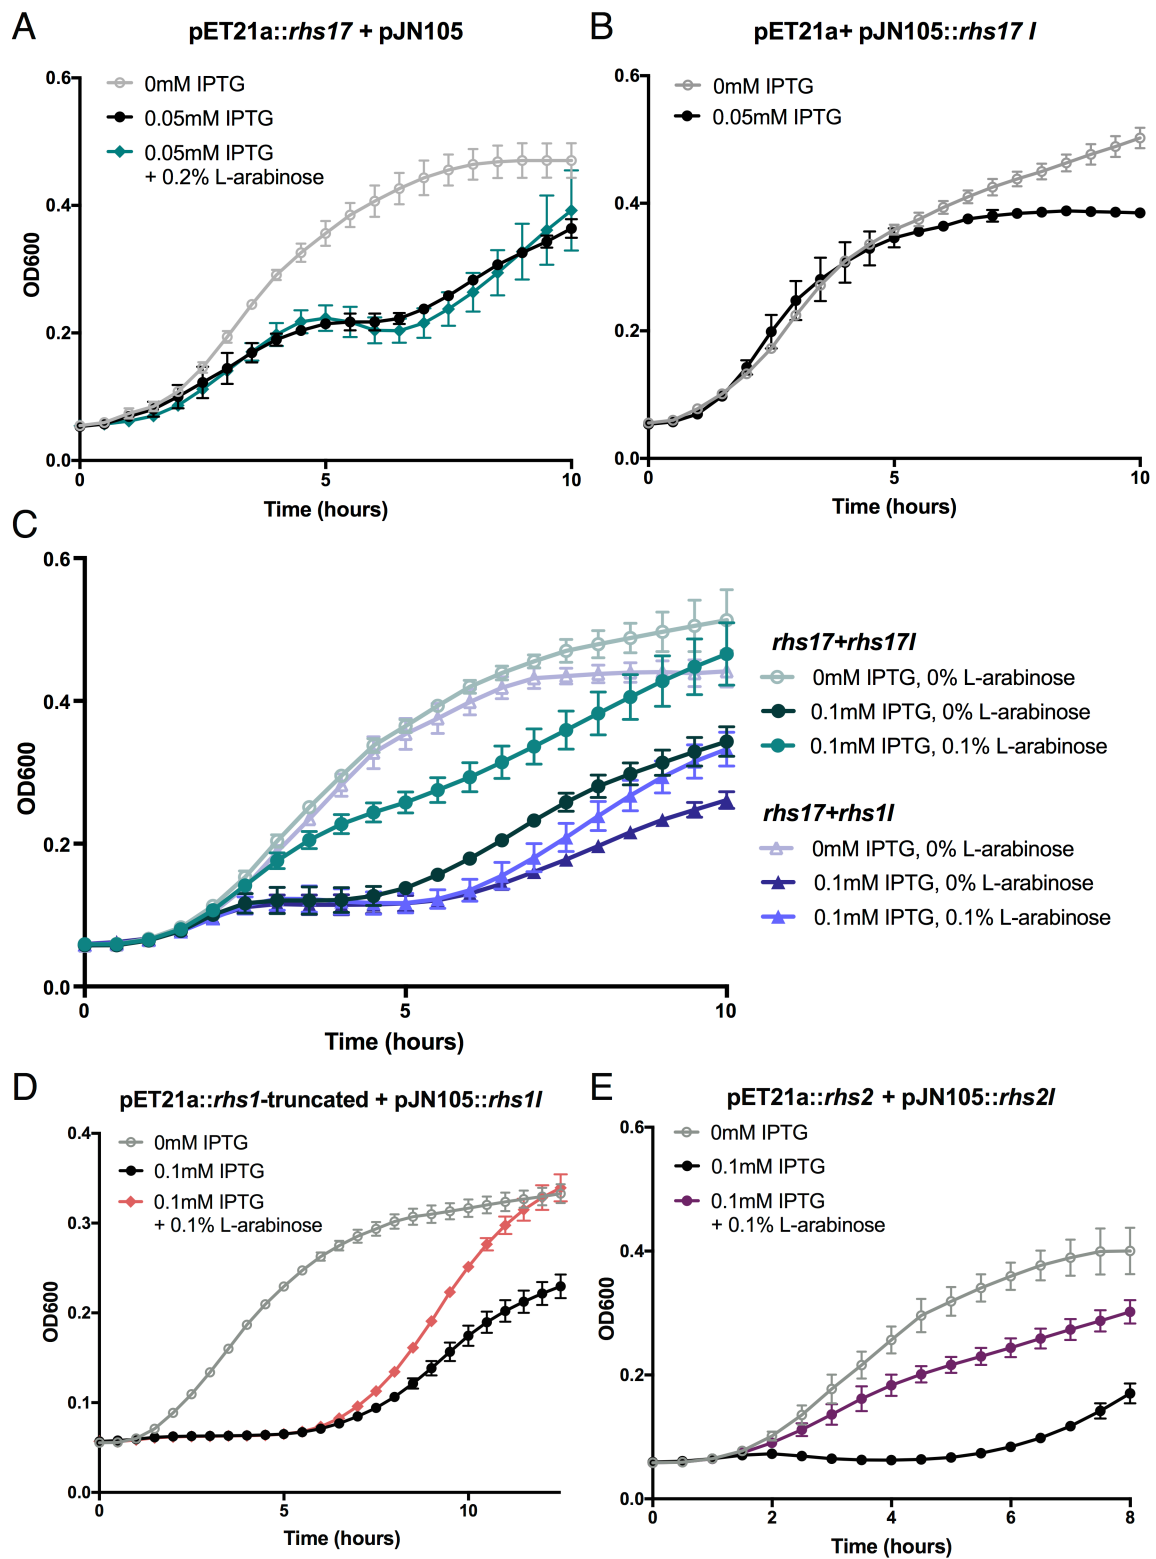 A
pET21a::rhs17 + pJN105
0mM IPTG
0.05mM IPTG
0.05mM IPTG
+ 0.2% L-arabinose
0.6
0.4
0.2
0.0
OD600
0
5
10
Time (hours)
B
pET21a+ pJN105::rhs17 I
0mM IPTG
0.05mM IPTG
0.6
0.4
0.2
0.0
0
5
10
Time (hours)
C
0.6
0.4
0.2
0.0
OD600
0
5
10
Time (hours)
rhs17+rhs17I
0mM IPTG, 0% L-arabinose
0.1mM IPTG, 0% L-arabinose
0.1mM IPTG, 0.1% L-arabinose
rhs17+rhs1I
0mM IPTG, 0% L-arabinose
0.1mM IPTG, 0% L-arabinose
0.1mM IPTG, 0.1% L-arabinose
D
pET21a::rhs1-truncated + pJN105::rhs1I
0mM IPTG
0.1mM IPTG
0.1mM IPTG
+ 0.1% L-arabinose
0.4
0.3
0.2
0.1
0.0
OD600
0
5
10
Time (hours)
E
pET21a::rhs2 + pJN105::rhs2I
0mM IPTG
0.1mM IPTG
0.1mM IPTG
+ 0.1% L-arabinose
0.6
0.4
0.2
0.0
OD600
0
2
4
6
8
Time (hours)